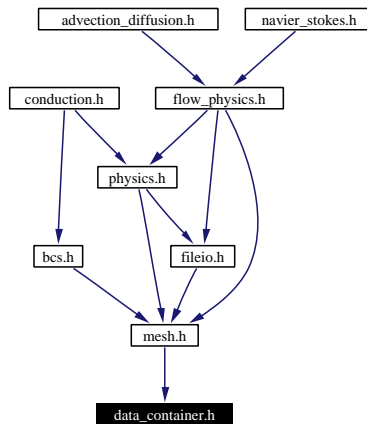 advection_diffusion.h
navier_stokes.h
conduction.h
flow_physics.h
physics.h
bcs.h
fileio.h
mesh.h
data_container.h